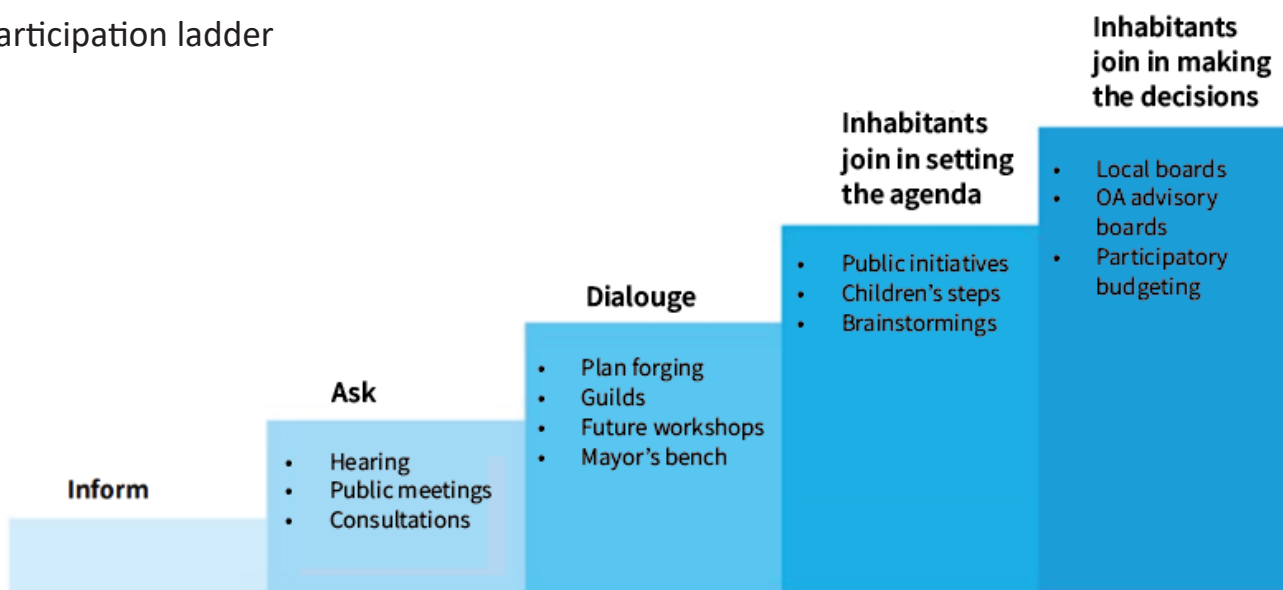 articipation ladder
Inform
Ask
• Hearing
• Public meetings
• Consultations
Dialouge
• Plan forging
• Guilds
• Future workshops
• Mayor's bench
Inhabitants
join in setting
the agenda
• Public initiatives
• Children's steps
• Brainstormings
Inhabitants
join in making
the decisions
• Local boards
• OA advisory
boards
• Participatory
budgeting